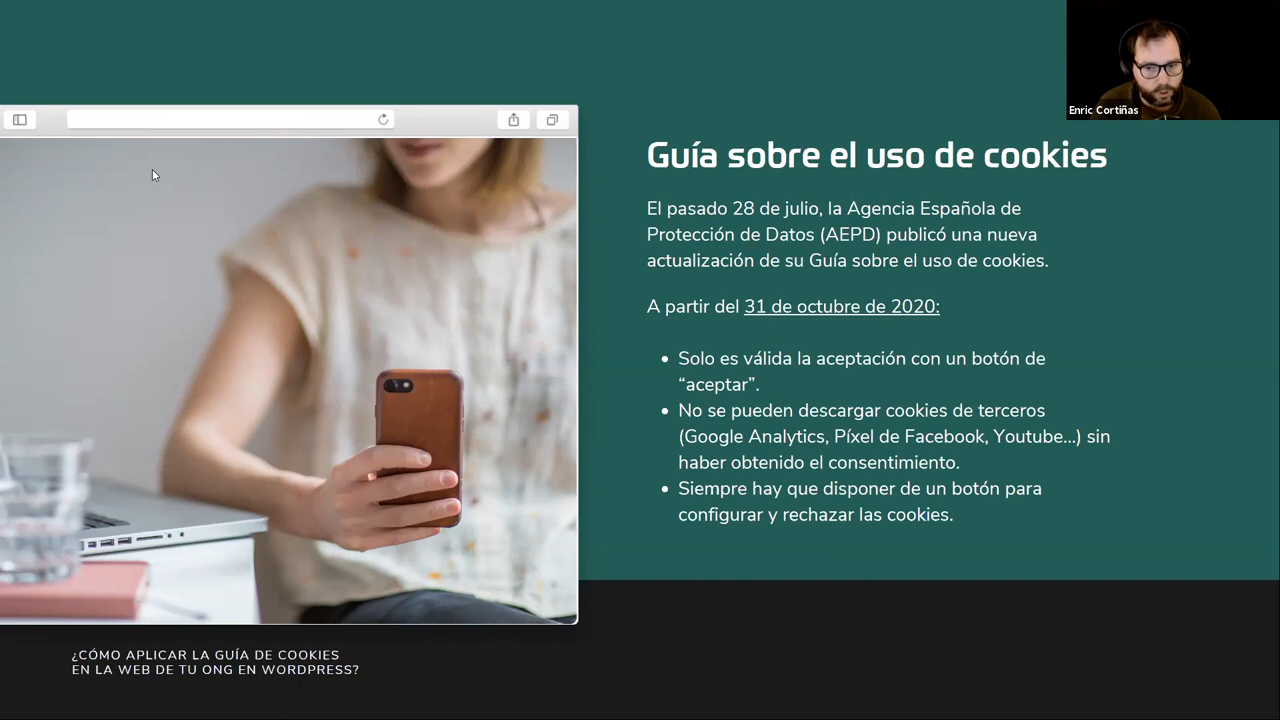 Enric Cortiñas
Guía sobre el uso de cookies
El pasado 28 de julio, la Agencia Española de
Protección de Datos (AEPD) publicó una nueva
actualización de su Guía sobre el uso de cookies.
A partir del 31 de octubre de 2020:
• Solo es válida la aceptación con un botón de
“aceptar”.
• No se pueden descargar cookies de terceros
(Google Analytics, Píxel de Facebook, Youtube...) sin
haber obtenido el consentimiento.
• Siempre hay que disponer de un botón para
configurar y rechazar las cookies.
¿CÓMO APLICAR LA GUÍA DE COOKIES
EN LA WEB DE TU ONG EN WORDPRESS?